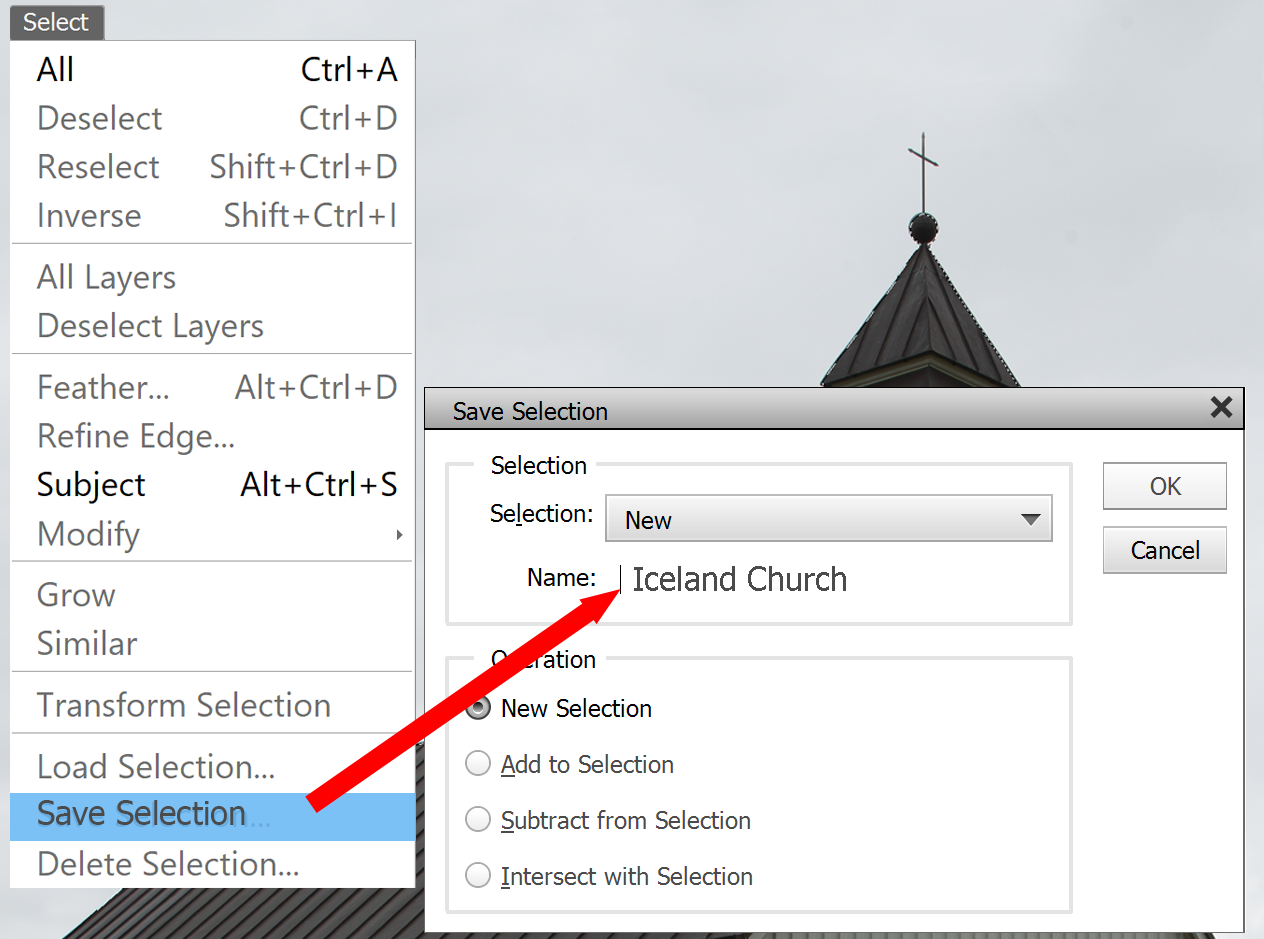 Select
All Ctrl+A
Deselect Ctrl+D
Reselect Shift+Ctrl+D
Inverse Shift+Ctrl+I
All Layers
Deselect Layers
Feather... Alt+Ctrl+D
Refine Edge...
Subject Alt+Ctrl+S
Modify
Grow
Similar
Transform Selection
Load Selection...
Save Selection...
Delete Selection...
Save Selection
Selection
Selection: New
Name: Iceland Church
OK
Cancel
Operation
New Selection
Add to Selection
Subtract from Selection
Intersect with Selection